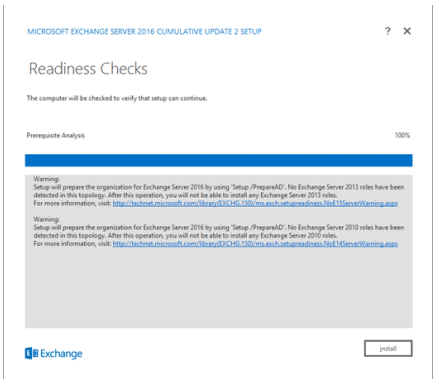 MICROSOFT EXCHANGE SERVER 2016 CUMULATIVE UPDATE 2 SETUP
?
Readiness Checks
The computer will be checked to verify that setup can continue.
Prerequisite Analysis 100%
Warning:
Setup will prepare the organization for Exchange Server 2016 by using 'Setup /PrepareAD'. No Exchange Server 2013 roles have been
detected in this topology. After this operation, you will not be able to install any Exchange Server 2013 roles.
For more information, visit: http://technet.microsoft.com/library(EXCHG.150)/ms.exch.setupreadiness.NoE15ServerWarning.aspx
Warning:
Setup will prepare the organization for Exchange Server 2016 by using 'Setup /PrepareAD'. No Exchange Server 2010 roles have been
detected in this topology. After this operation, you will not be able to install any Exchange Server 2010 roles.
For more information, visit: http://technet.microsoft.com/library(EXCHG.150)/ms.exch.setupreadiness.NoE14ServerWarning.aspx
Exchange
install